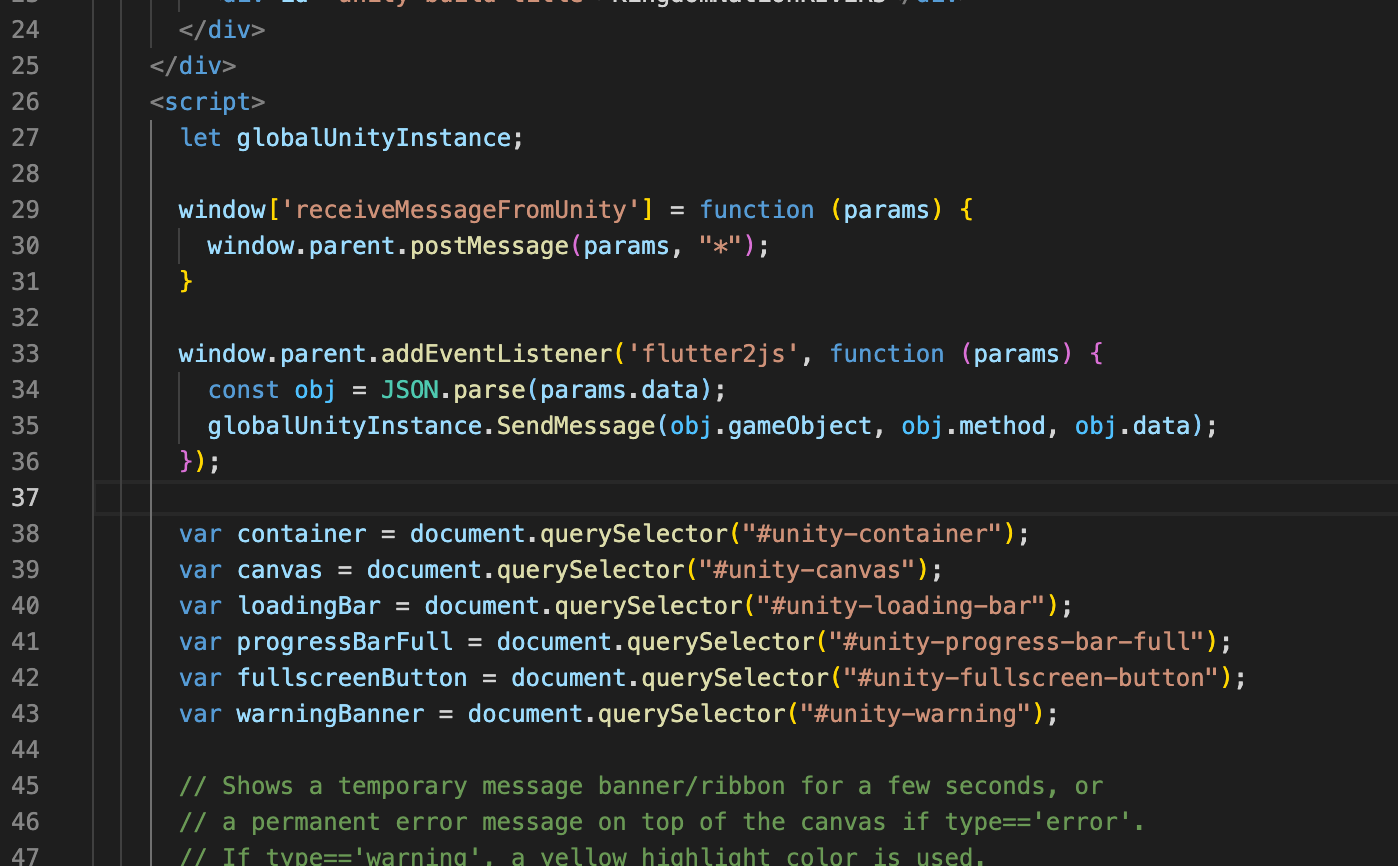 24 </div>
25 </div>
26 <script>
27 let globalUnityInstance;
28
29 window['receiveMessageFromUnity'] = function (params) {
30 window.parent.postMessage(params, "*");
31 }
32
33 window.parent.addEventListener('flutter2js', function (params) {
34 const obj = JSON.parse(params.data);
35 globalUnityInstance.SendMessage(obj.gameObject, obj.method, obj.data);
36 });
37
38 var container = document.querySelector("#unity-container");
39 var canvas = document.querySelector("#unity-canvas");
40 var loadingBar = document.querySelector("#unity-loading-bar");
41 var progressBarFull = document.querySelector("#unity-progress-bar-full");
42 var fullscreenButton = document.querySelector("#unity-fullscreen-button");
43 var warningBanner = document.querySelector("#unity-warning");
44
45 // Shows a temporary message banner/ribbon for a few seconds, or
46 // a permanent error message on top of the canvas if type=='error'.
47 // If type=='warning', a yellow highlight color is used.